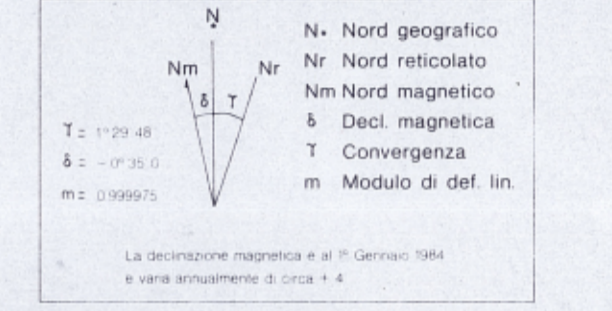 N
N• Nord geografico
Nm
Nr
Nr Nord reticolato
Nm Nord magnetico
δ ϒ
δ Decl. magnetica
ϒ = 1° 29 48
ϒ Convergenza
δ = - 0° 35 0
m Modulo di def. lin.
m = 0.999975
La declinazione magnetica è al 1° Gennaio 1984
e varia annualmente di circa + 4